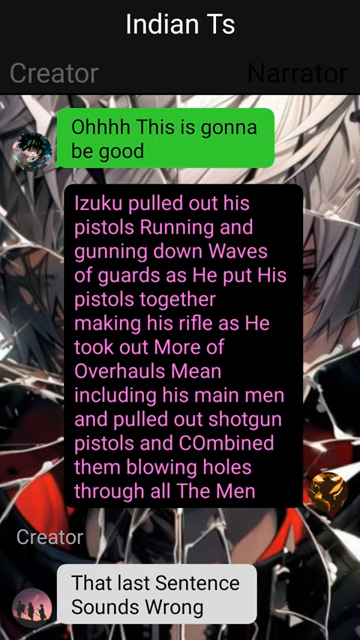 Indian Ts
Creator
Narrator
Ohhhh This is gonna
be good
Izuku pulled out his
pistols Running and
gunning down Waves
of guards as He put His
pistols together
making his rifle as He
took out More of
Overhauls Mean
including his main men
and pulled out shotgun
pistols and COmbined
them blowing holes
through all The Men
Creator
That last Sentence
Sounds Wrong